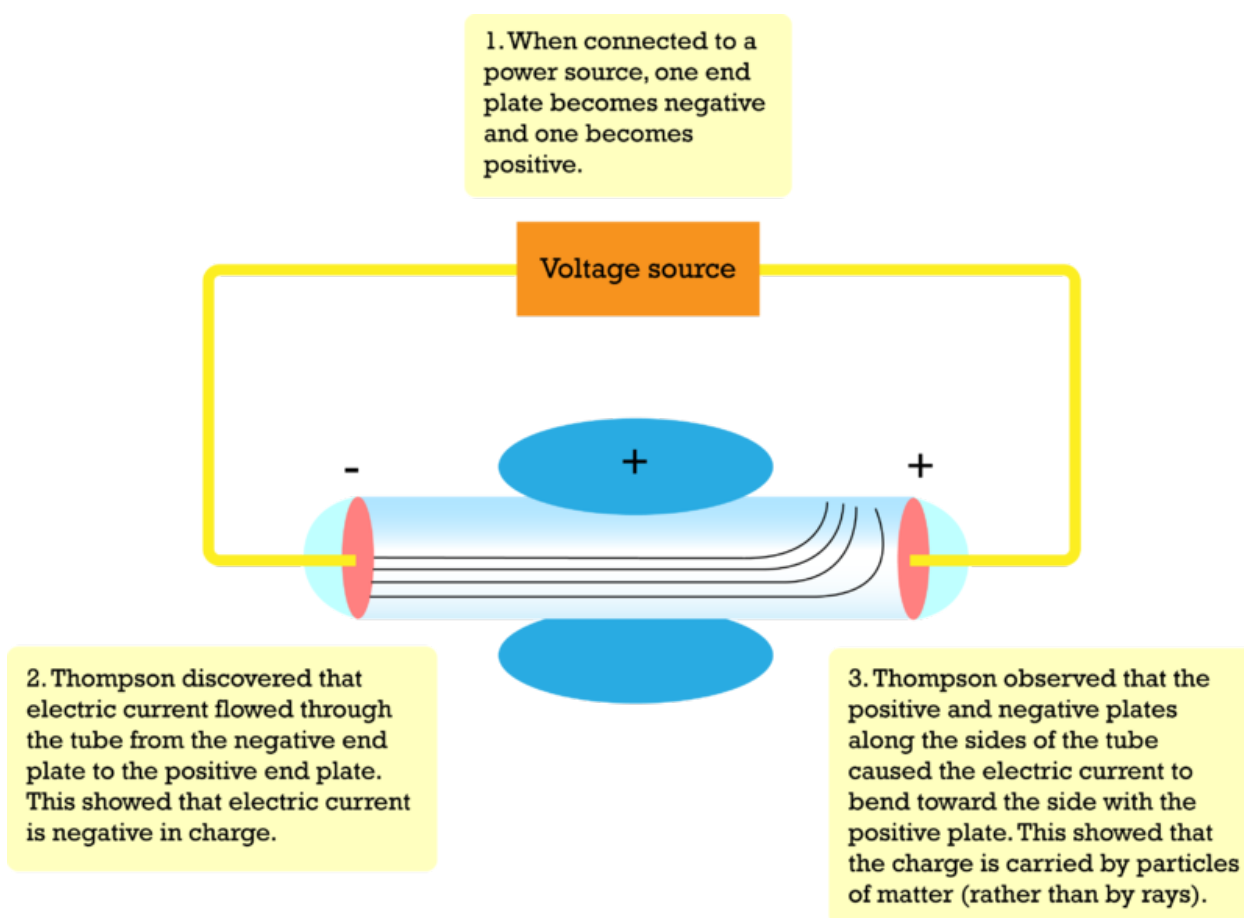 1. When connected to a
power source, one end
plate becomes negative
and one becomes
positive.
Voltage source
-
+
+
2. Thompson discovered that
electric current flowed through
the tube from the negative end
plate to the positive end plate.
This showed that electric current
is negative in charge.
3. Thompson observed that the
positive and negative plates
along the sides of the tube
caused the electric current to
bend toward the side with the
positive plate. This showed that
the charge is carried by particles
of matter (rather than by rays).